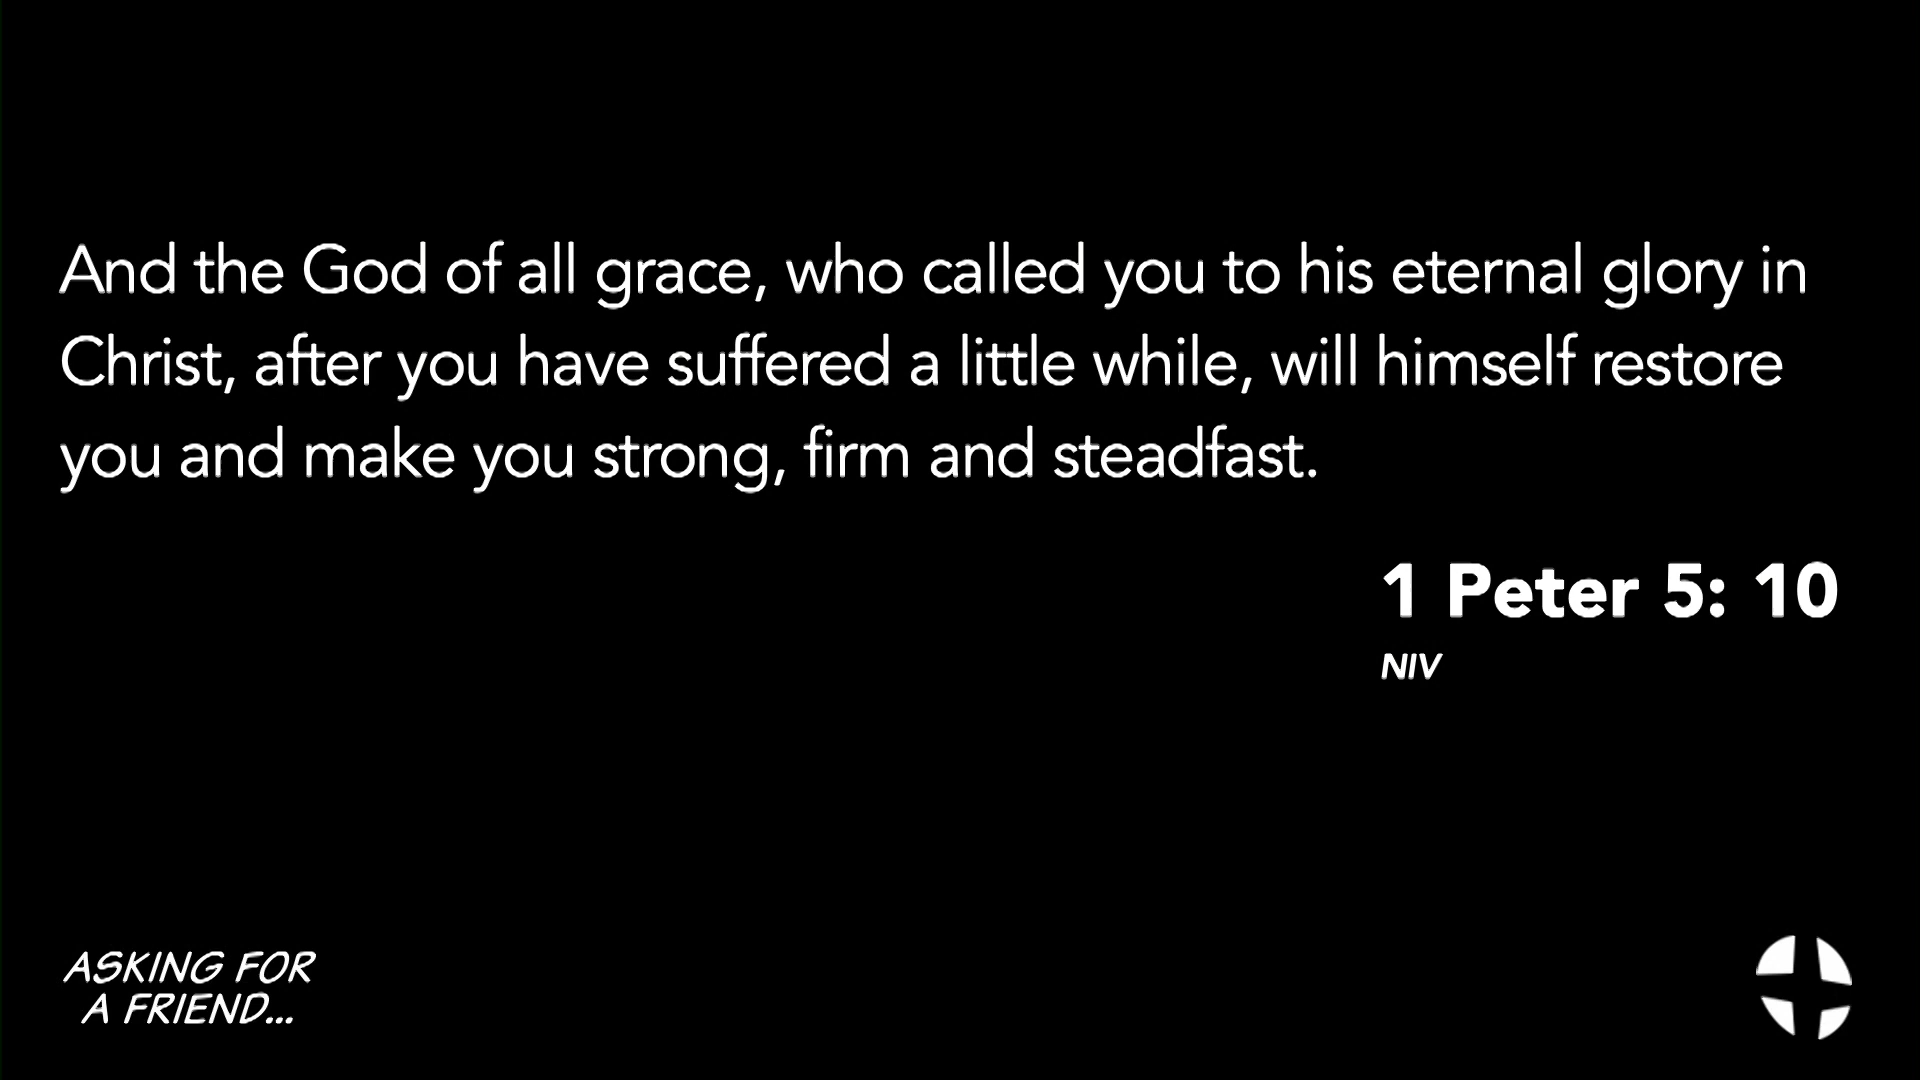 And the God of all grace, who called you to his eternal glory in
Christ, after you have suffered a little while, will himself restore
you and make you strong, firm and steadfast.
1 Peter 5: 10
NIV
ASKING FOR
A FRIEND...